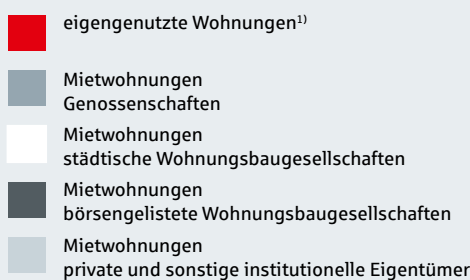 eigengenutzte Wohnungen¹⁾
Mietwohnungen
Genossenschaften
Mietwohnungen
städtische Wohnungsbaugesellschaften
Mietwohnungen
börsengelistete Wohnungsbaugesellschaften
Mietwohnungen
private und sonstige institutionelle Eigentümer